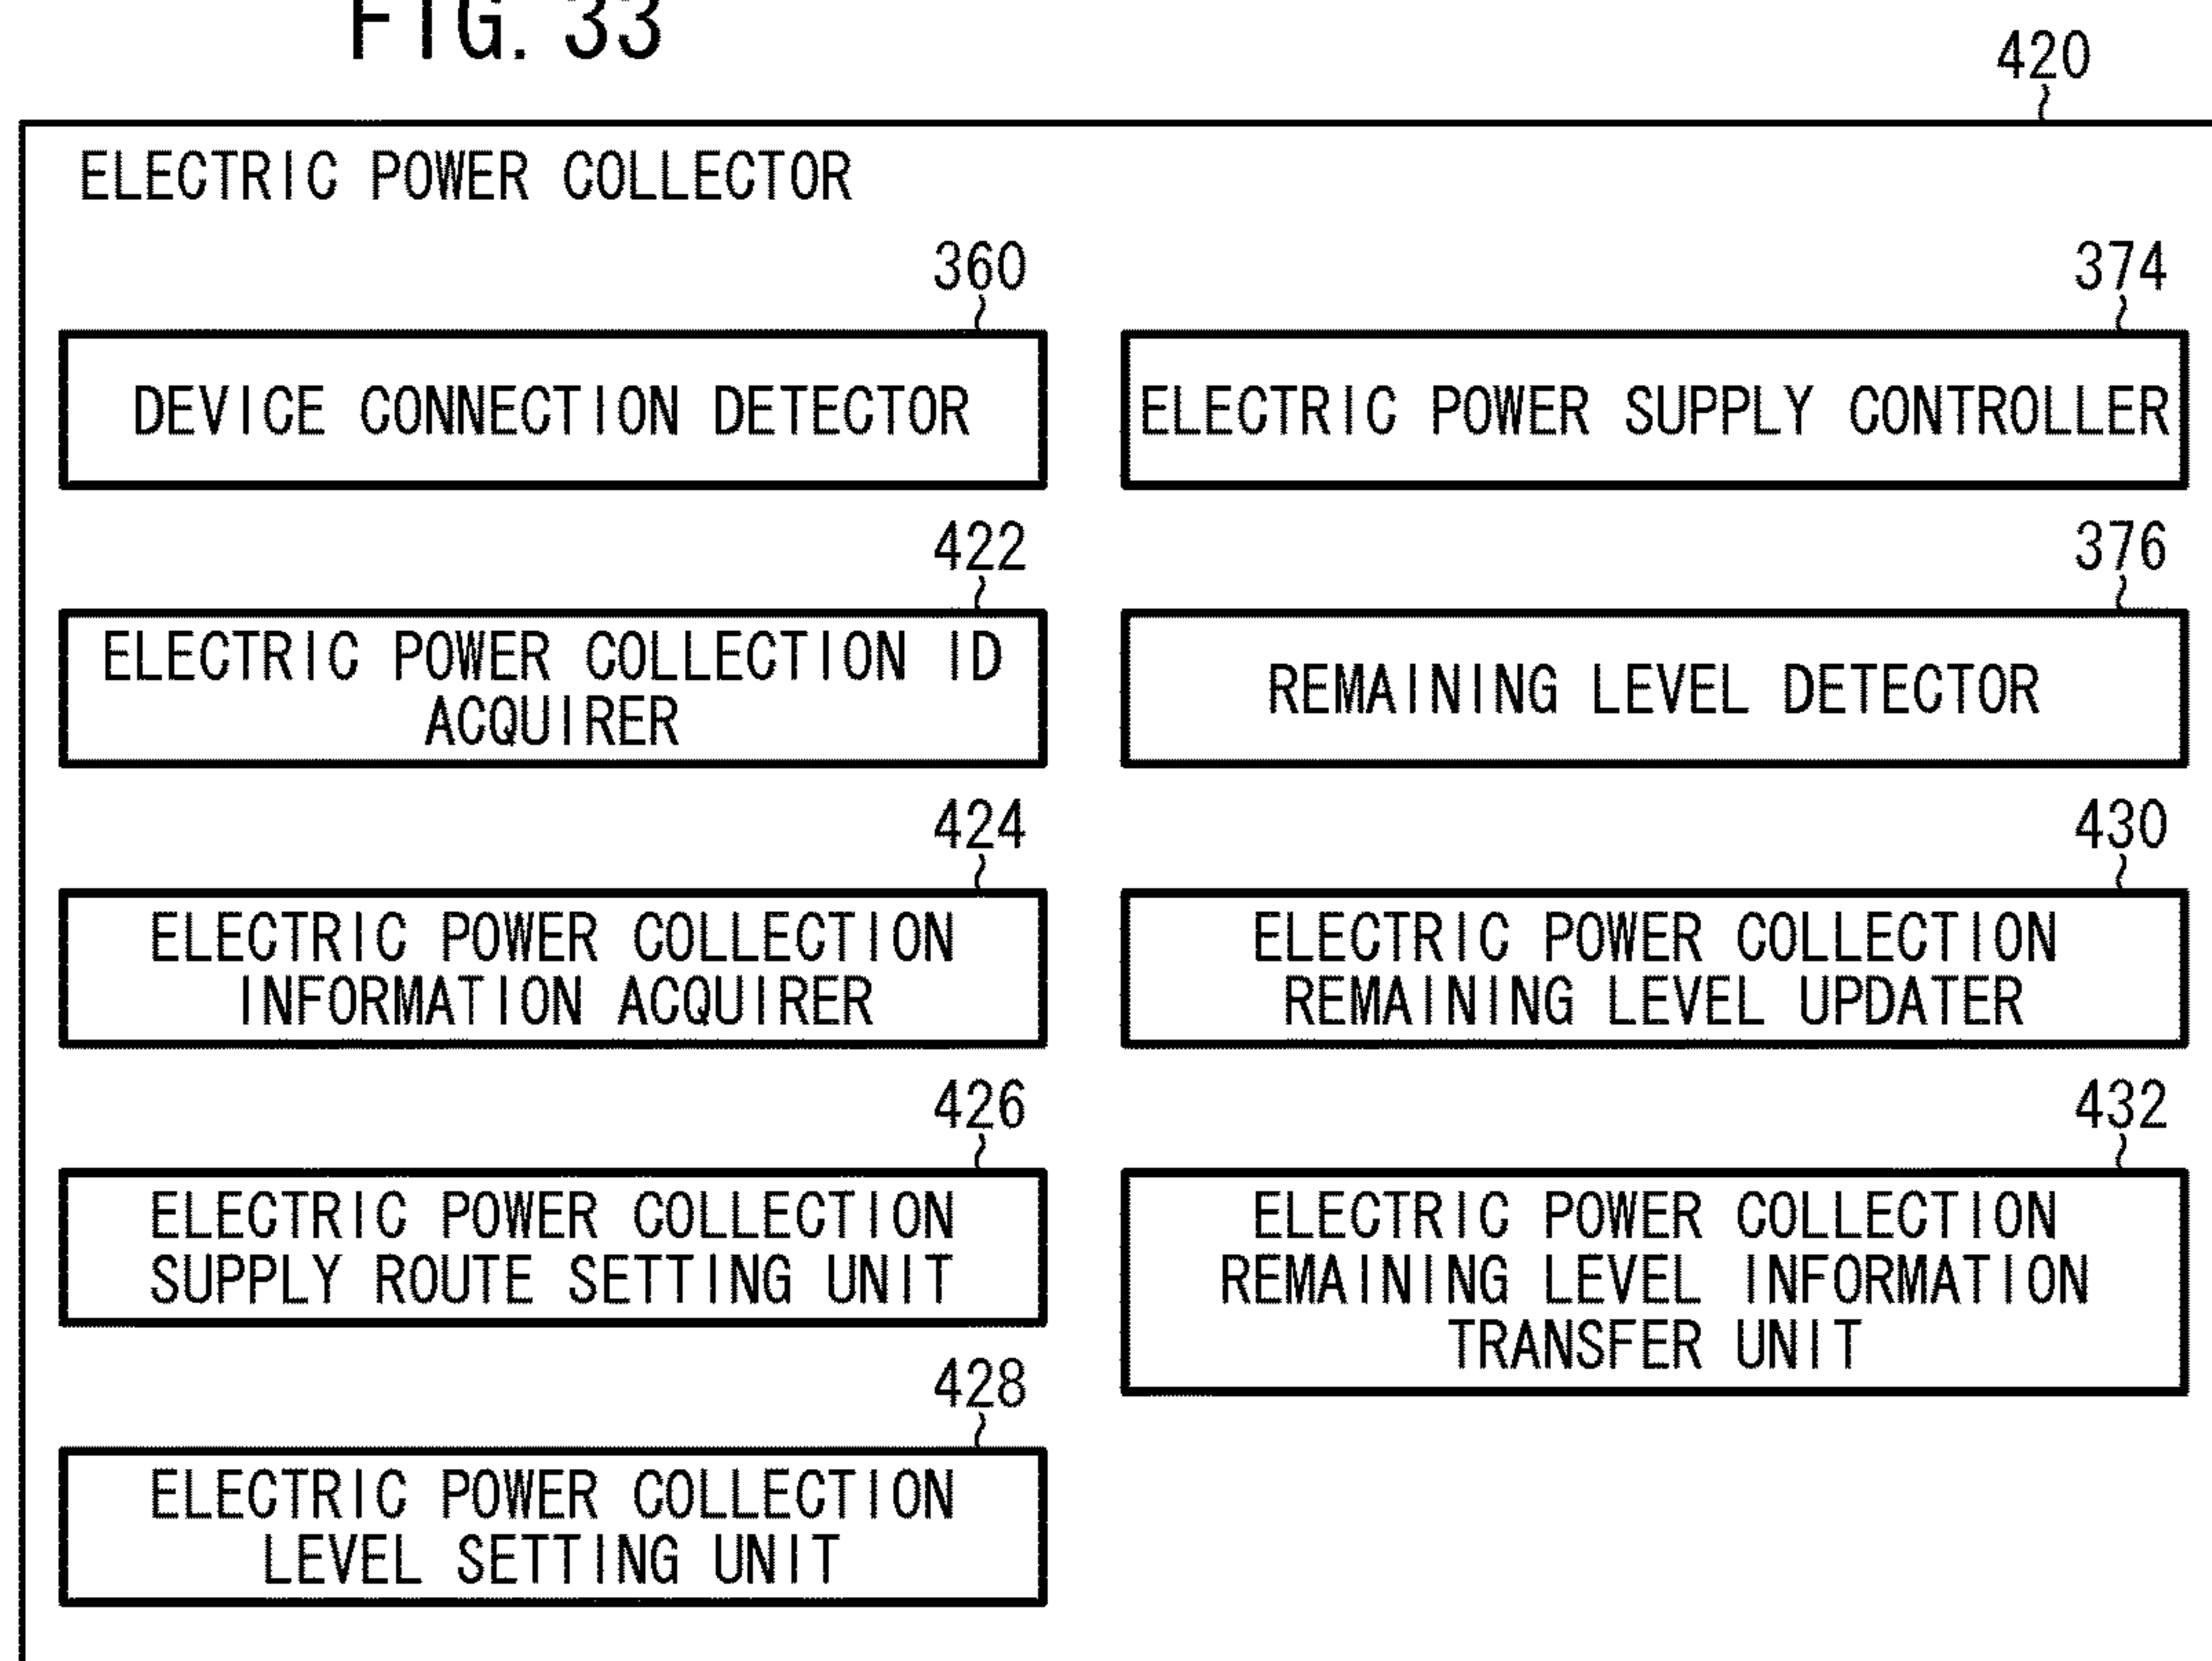 FIG. 33
420
ELECTRIC POWER COLLECTOR
360
DEVICE CONNECTION DETECTOR
422
ELECTRIC POWER COLLECTION ID
ACQUIRER
424
ELECTRIC POWER COLLECTION
INFORMATION ACQUIRER
426
ELECTRIC POWER COLLECTION
SUPPLY ROUTE SETTING UNIT
428
ELECTRIC POWER COLLECTION
LEVEL SETTING UNIT
374
ELECTRIC POWER SUPPLY CONTROLLER
376
REMAINING LEVEL DETECTOR
430
ELECTRIC POWER COLLECTION
REMAINING LEVEL UPDATER
432
ELECTRIC POWER COLLECTION
REMAINING LEVEL INFORMATION
TRANSFER UNIT